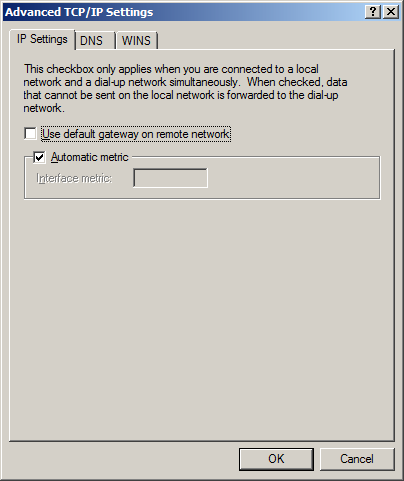 Advanced TCP/IP Settings
IP Settings DNS WINS
This checkbox only applies when you are connected to a local
network and a dial-up network simultaneously. When checked, data
that cannot be sent on the local network is forwarded to the dial-up
network.
Use default gateway on remote network
Automatic metric
Interface metric:
OK Cancel